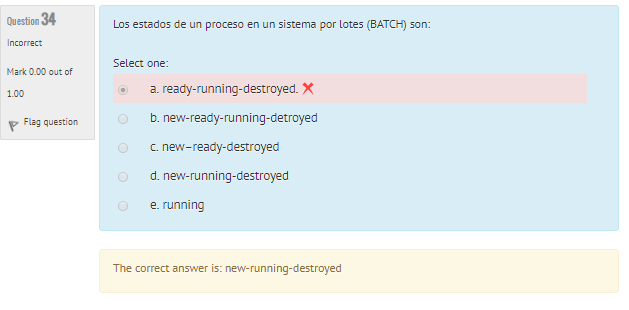 Question 34
Incorrect
Mark 0.00 out of
1.00
Flag question
Los estados de un proceso en un sistema por lotes (BATCH) son:
Select one:
a. ready-running-destroyed.
b. new-ready-running-detroyed
c. new–ready-destroyed
d. new-running-destroyed
e. running
The correct answer is: new-running-destroyed